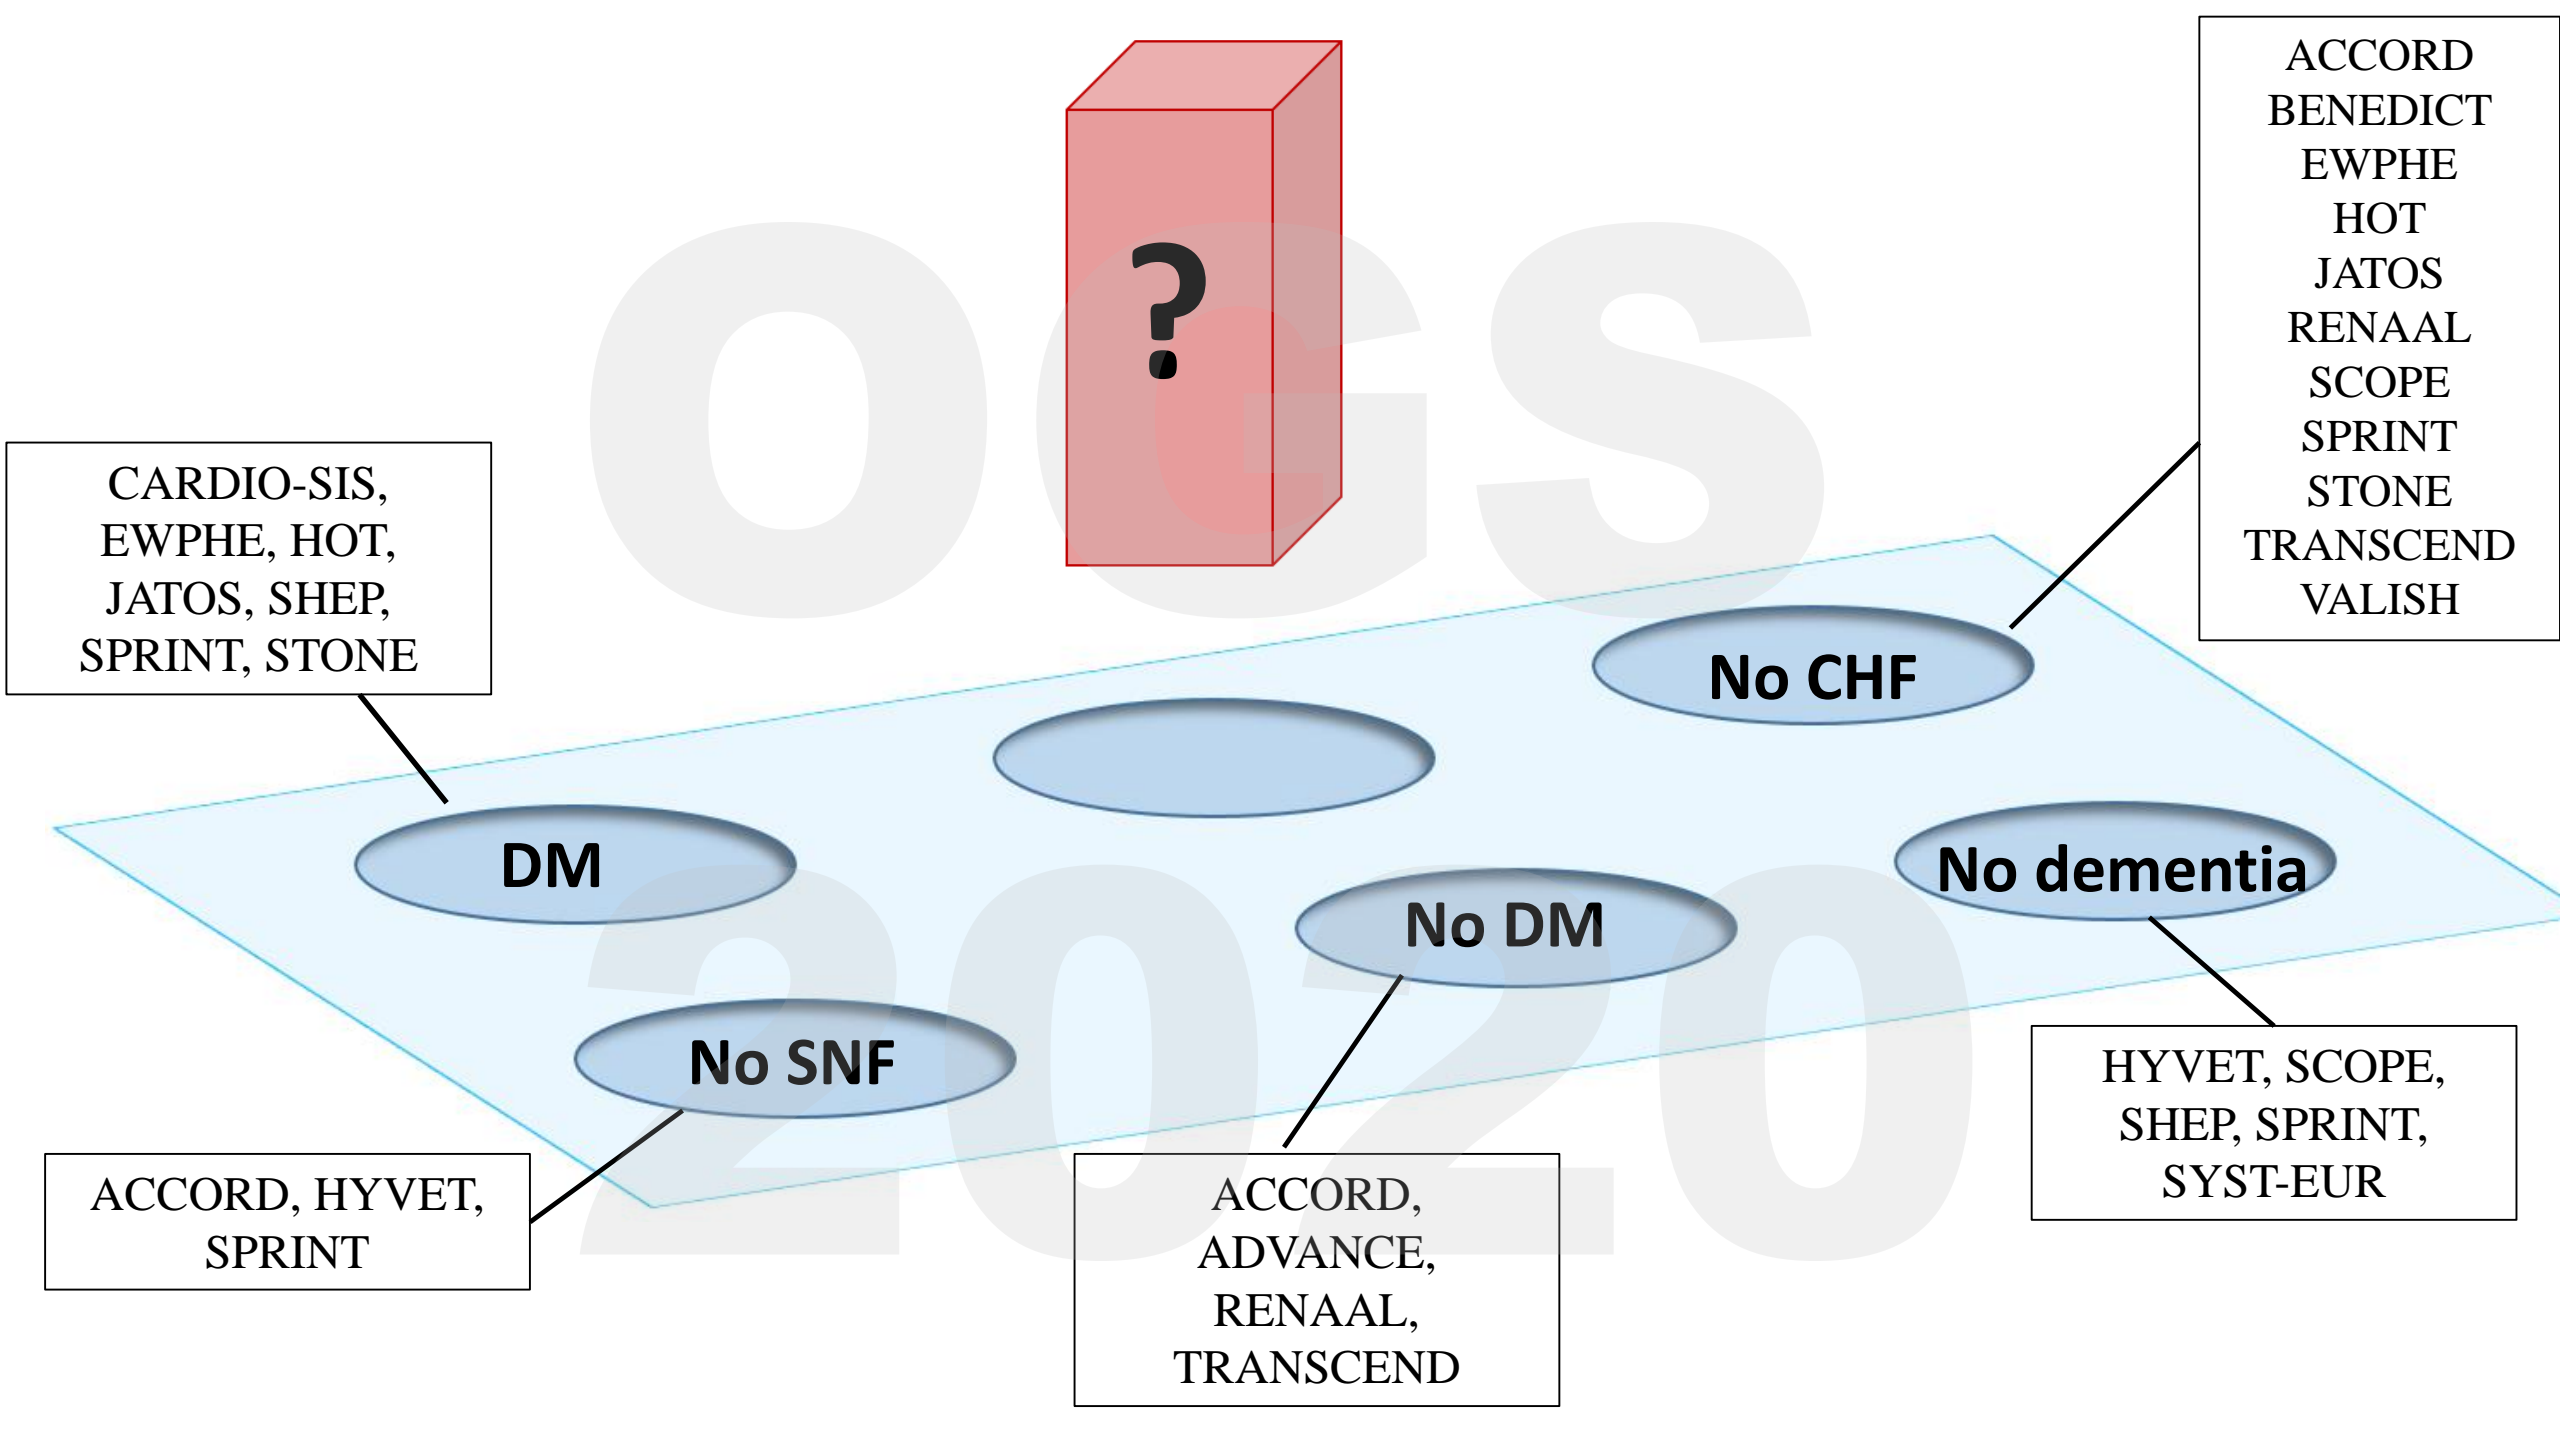 ?
ACCORD
BENEDICT
EWPHE
HOT
JATOS
RENAAL
SCOPE
SPRINT
STONE
TRANSCEND
VALISH
CARDIO-SIS,
EWPHE, HOT,
JATOS, SHEP,
SPRINT, STONE
No CHF
DM
No DM
No dementia
No SNF
ACCORD, HYVET,
SPRINT
ACCORD,
ADVANCE,
RENAAL,
TRANSCEND
HYVET, SCOPE,
SHEP, SPRINT,
SYST-EUR
oGs
2020